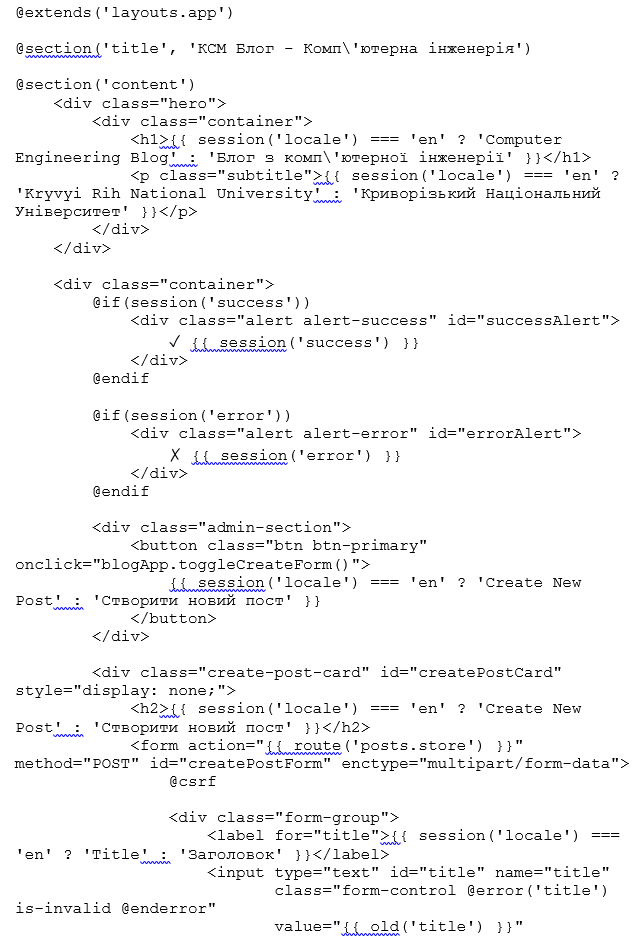 @extends('layouts.app')

@section('title', 'КСМ Блог - Комп\'ютерна інженерія')

@section('content')
    <div class="hero">
        <div class="container">
            <h1>{{ session('locale') === 'en' ? 'Computer
Engineering Blog' : 'Блог з комп\'ютерної інженерії' }}</h1>
            <p class="subtitle">{{ session('locale') === 'en' ?
'Kryvyi Rih National University' : 'Криворізький Національний
Університет' }}</p>
        </div>
    </div>

    <div class="container">
        @if(session('success'))
            <div class="alert alert-success" id="successAlert">
                ✓ {{ session('success') }}
            </div>
        @endif

        @if(session('error'))
            <div class="alert alert-error" id="errorAlert">
                ✗ {{ session('error') }}
            </div>
        @endif

        <div class="admin-section">
            <button class="btn btn-primary"
onclick="blogApp.toggleCreateForm()">
                {{ session('locale') === 'en' ? 'Create New
Post' : 'Створити новий пост' }}
            </button>
        </div>

        <div class="create-post-card" id="createPostCard"
style="display: none;">
            <h2>{{ session('locale') === 'en' ? 'Create New
Post' : 'Створити новий пост' }}</h2>
            <form action="{{ route('posts.store') }}"
method="POST" id="createPostForm" enctype="multipart/form-data">
                @csrf

                <div class="form-group">
                    <label for="title">{{ session('locale') ===
'en' ? 'Title' : 'Заголовок' }}</label>
                    <input type="text" id="title" name="title"
                           class="form-control @error('title')
is-invalid @enderror"
                           value="{{ old('title') }}"